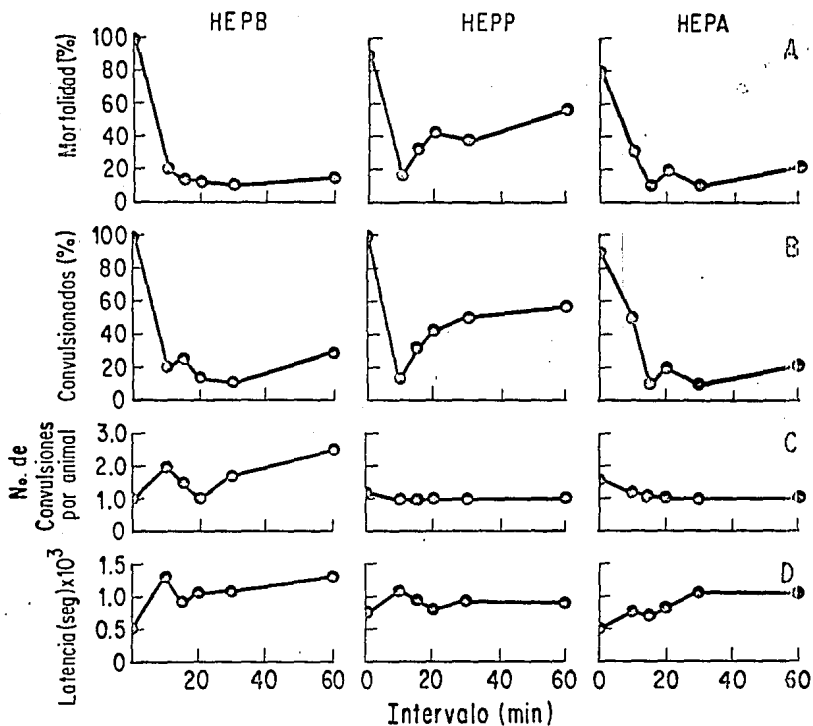 HEPB HEPP HEPA
A
Mortalidad (%)
100
80
60
40
20
0
B
Convulsionados (%)
100
80
60
40
20
0
C
No. de
Convulsiones
por animal
3.0
2.0
1.0
0
D
Latencia (seg) x10³
1.5
1.0
0.5
0
0 20 40 60 0 20 40 60 0 20 40 60
Intervalo (min)